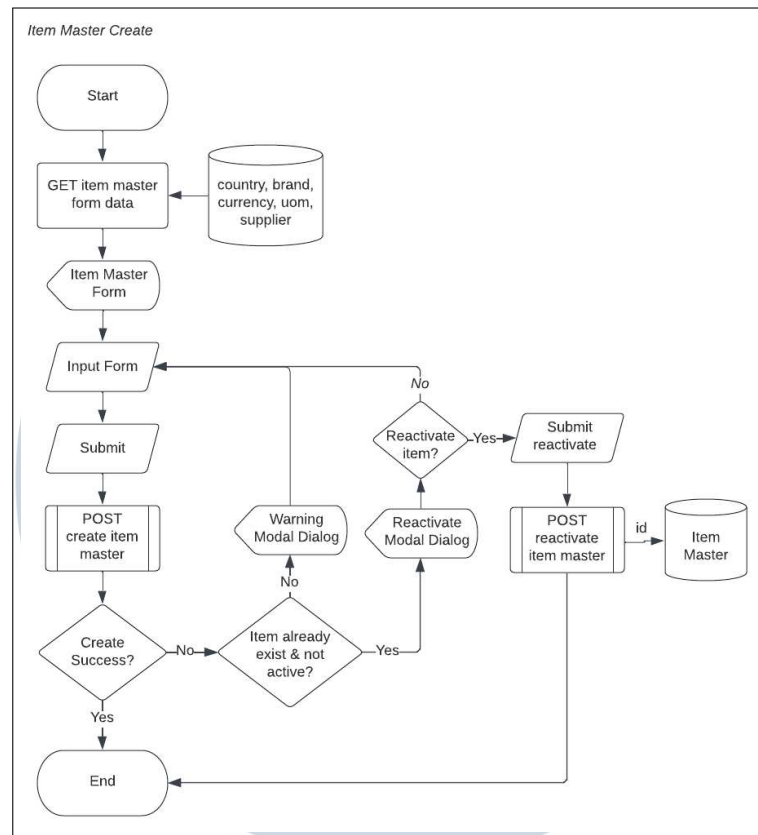 Item Master Create
Start
GET item master
form data
country, brand,
currency, uom,
supplier
Item Master
Form
Input Form
No
Reactivate
item?
Yes
Submit
reactivate
Submit
POST
create item
master
Warning
Modal Dialog
Reactivate
Modal Dialog
POST
reactivate
item master
id
Item
Master
No
Create
Success?
No
Item already
exist & not
active?
Yes
Yes
End